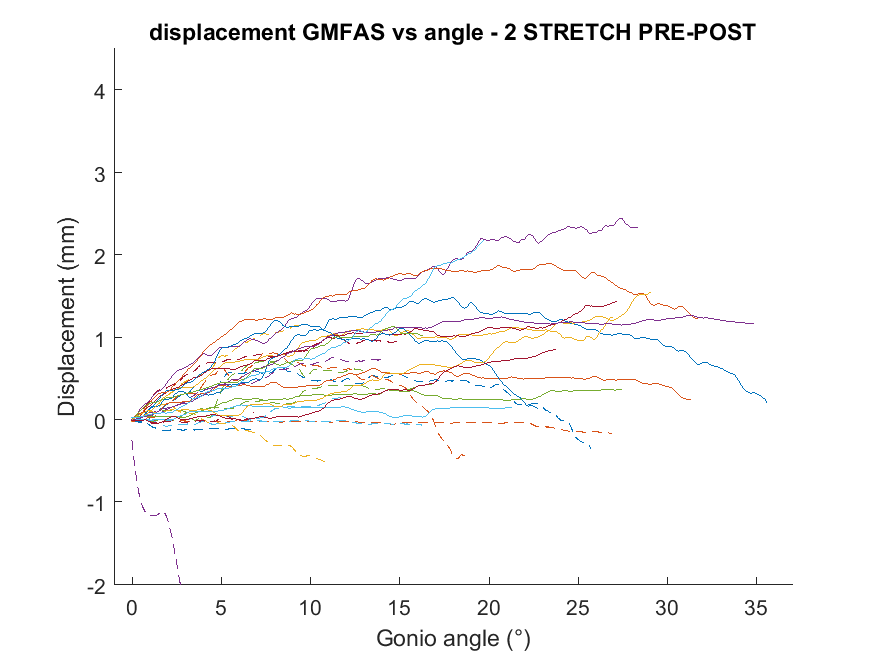 displacement GMFAS vs angle - 2 STRETCH PRE-POST
4
3
2
1
0
-1
-2
Displacement (mm)
0 5 10 15 20 25 30 35
Gonio angle (°)